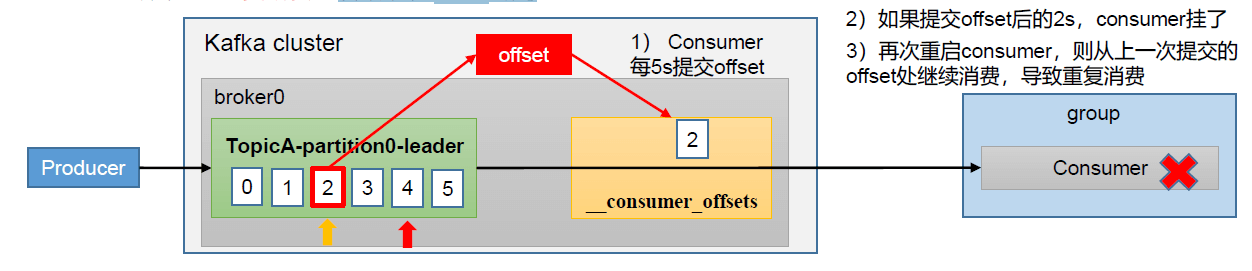 2）如果提交offset后的2s，consumer挂了
3）再次重启consumer，则从上一次提交的
offset处继续消费，导致重复消费
Kafka cluster
offset
1） Consumer
每5s提交offset
broker0
TopicA-partition0-leader
0 1 2 3 4 5
2
__consumer_offsets
Producer
group
Consumer